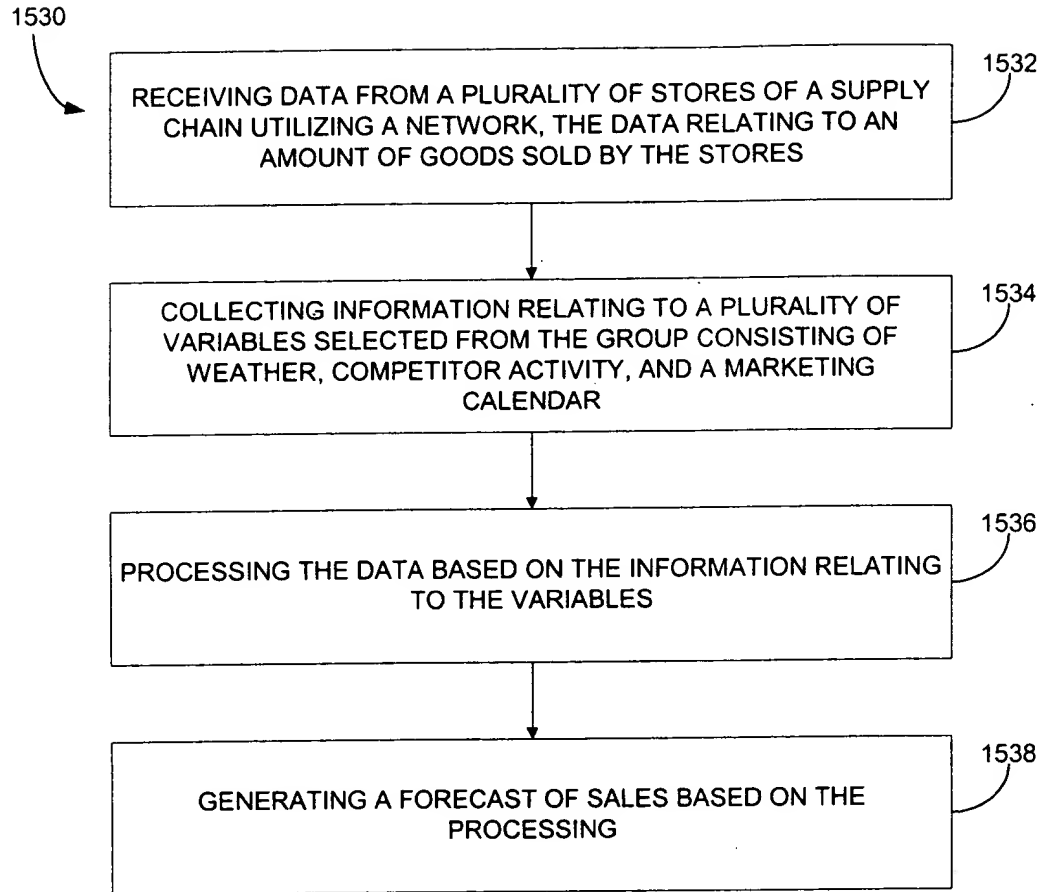 1530
1532
RECEIVING DATA FROM A PLURALITY OF STORES OF A SUPPLY
CHAIN UTILIZING A NETWORK, THE DATA RELATING TO AN
AMOUNT OF GOODS SOLD BY THE STORES
1534
COLLECTING INFORMATION RELATING TO A PLURALITY OF
VARIABLES SELECTED FROM THE GROUP CONSISTING OF
WEATHER, COMPETITOR ACTIVITY, AND A MARKETING
CALENDAR
1536
PROCESSING THE DATA BASED ON THE INFORMATION RELATING
TO THE VARIABLES
1538
GENERATING A FORECAST OF SALES BASED ON THE
PROCESSING